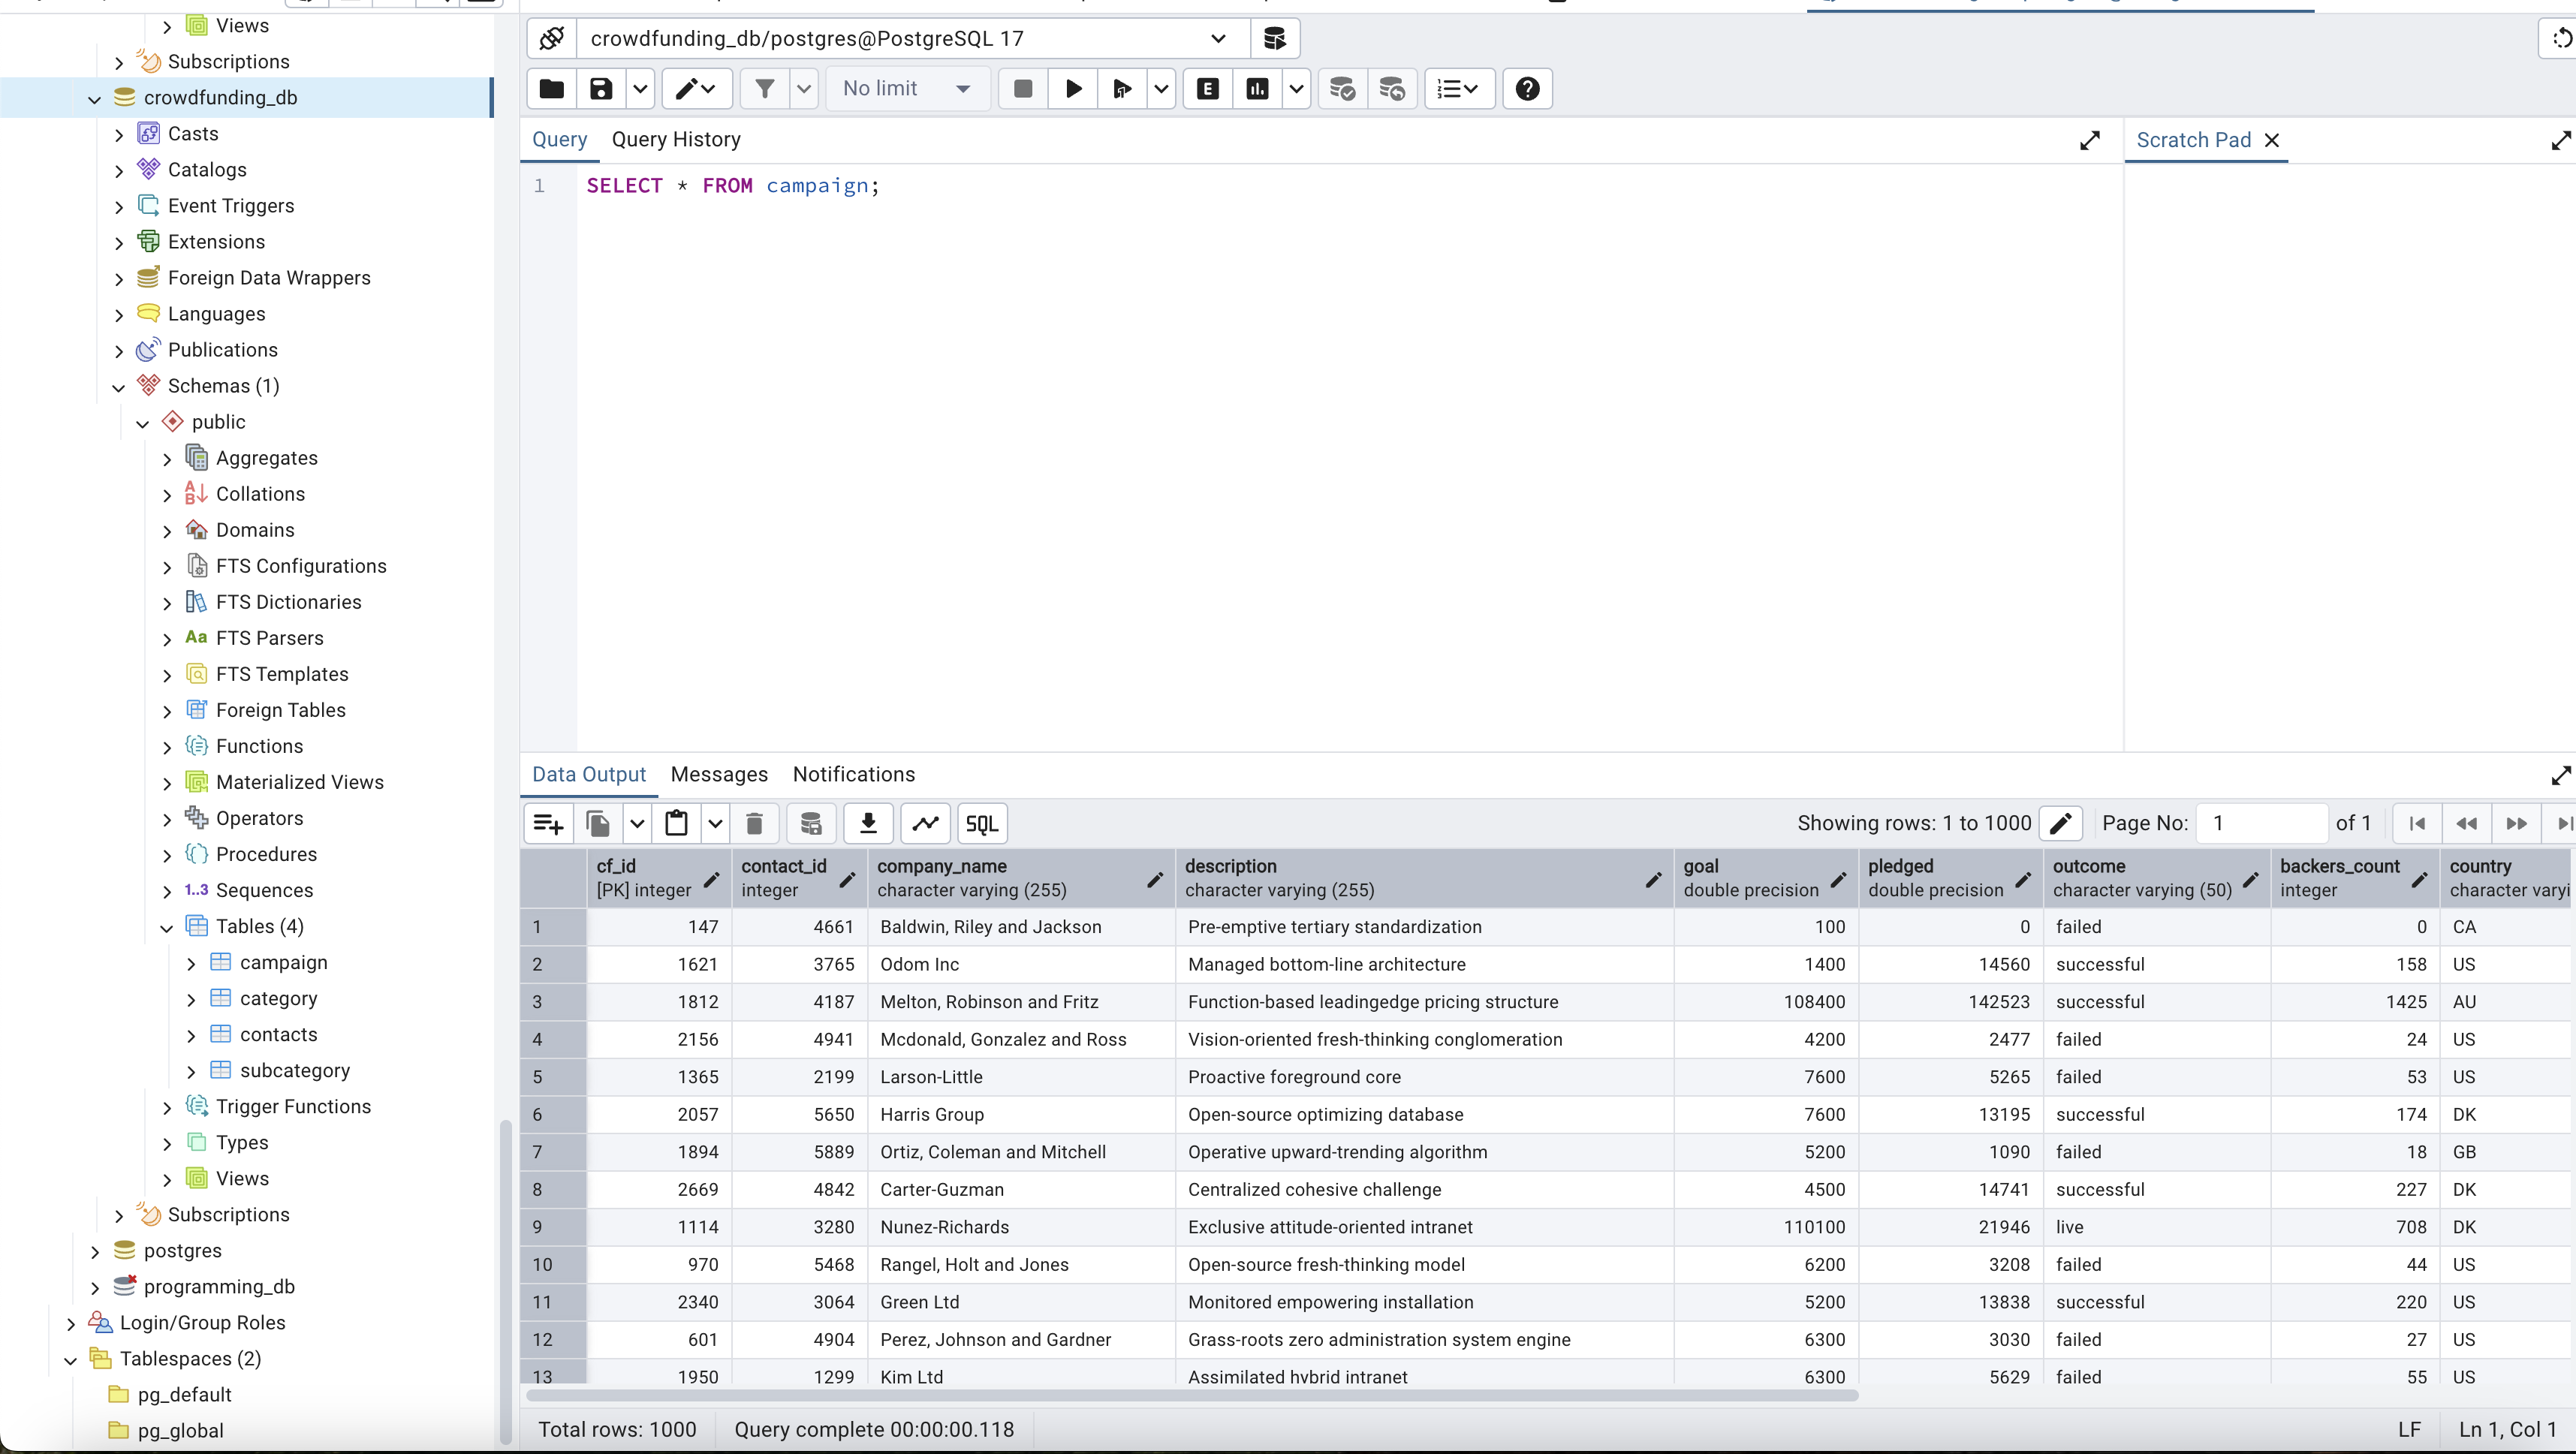 Views
Subscriptions
crowdfunding_db
Casts
Catalogs
Event Triggers
Extensions
Foreign Data Wrappers
Languages
Publications
Schemas (1)
public
Aggregates
Collations
Domains
FTS Configurations
FTS Dictionaries
Aa FTS Parsers
FTS Templates
Foreign Tables
Functions
Materialized Views
Operators
Procedures
1..3 Sequences
Tables (4)
campaign
category
contacts
subcategory
Trigger Functions
Types
Views
Subscriptions
postgres
programming_db
Login/Group Roles
Tablespaces (2)
pg_default
pg_global
crowdfunding_db/postgres@PostgreSQL 17
No limit E
Query Query History
Scratch Pad
1 SELECT * FROM campaign;
Data Output Messages Notifications
SQL Showing rows: 1 to 1000 Page No: 1 of 1
cf_id contact_id company_name description goal pledged outcome backers_count country
[PK] integer integer character varying (255) character varying (255) double precision double precision character varying (50) integer character varyi
1 147 4661 Baldwin, Riley and Jackson Pre-emptive tertiary standardization 100 0 failed 0 CA
2 1621 3765 Odom Inc Managed bottom-line architecture 1400 14560 successful 158 US
3 1812 4187 Melton, Robinson and Fritz Function-based leadingedge pricing structure 108400 142523 successful 1425 AU
4 2156 4941 Mcdonald, Gonzalez and Ross Vision-oriented fresh-thinking conglomeration 4200 2477 failed 24 US
5 1365 2199 Larson-Little Proactive foreground core 7600 5265 failed 53 US
6 2057 5650 Harris Group Open-source optimizing database 7600 13195 successful 174 DK
7 1894 5889 Ortiz, Coleman and Mitchell Operative upward-trending algorithm 5200 1090 failed 18 GB
8 2669 4842 Carter-Guzman Centralized cohesive challenge 4500 14741 successful 227 DK
9 1114 3280 Nunez-Richards Exclusive attitude-oriented intranet 110100 21946 live 708 DK
10 970 5468 Rangel, Holt and Jones Open-source fresh-thinking model 6200 3208 failed 44 US
11 2340 3064 Green Ltd Monitored empowering installation 5200 13838 successful 220 US
12 601 4904 Perez, Johnson and Gardner Grass-roots zero administration system engine 6300 3030 failed 27 US
13 1950 1299 Kim Ltd Assimilated hybrid intranet 6300 5629 failed 55 US
Total rows: 1000 Query complete 00:00:00.118 LF Ln 1, Col 1